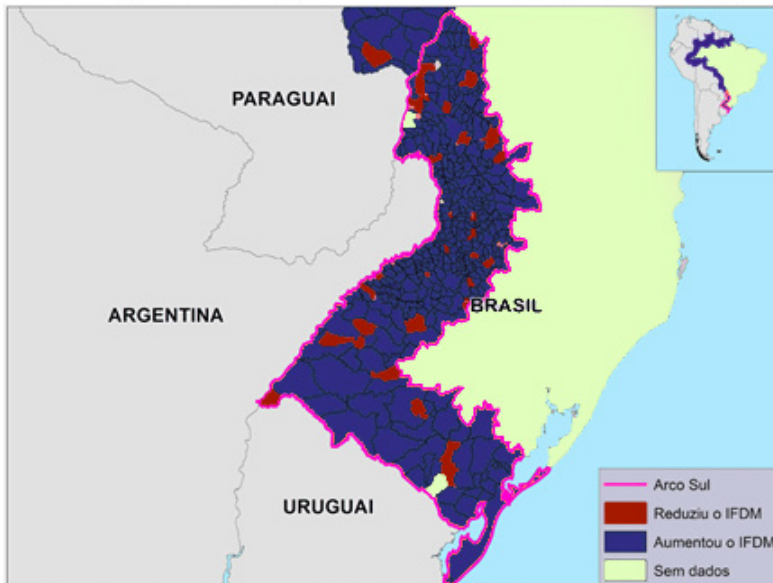 PARAGUAI
ARGENTINA
BRASIL
URUGUAI
Arco Sul
Reduziu o IFDM
Aumentou o IFDM
Sem dados